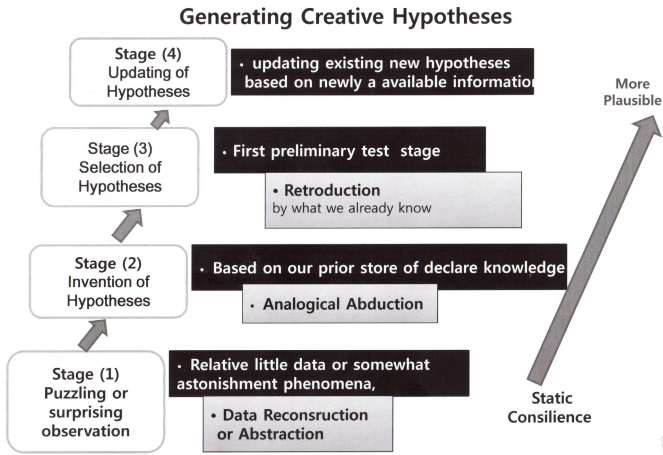 Generating Creative Hypotheses
Stage (4)
Updating of
Hypotheses
· updating existing new hypotheses
based on newly a available information
More
Plausible
Stage (3)
Selection of
Hypotheses
· First preliminary test stage
• Retroduction
by what we already know
Stage (2)
Invention of
Hypotheses
· Based on our prior store of declare knowledge
· Analogical Abduction
Stage (1)
Puzzling or
surprising
observation
· Relative little data or somewhat
astonishment phenomena,
· Data Reconsruction
or Abstraction
Static
Consilience